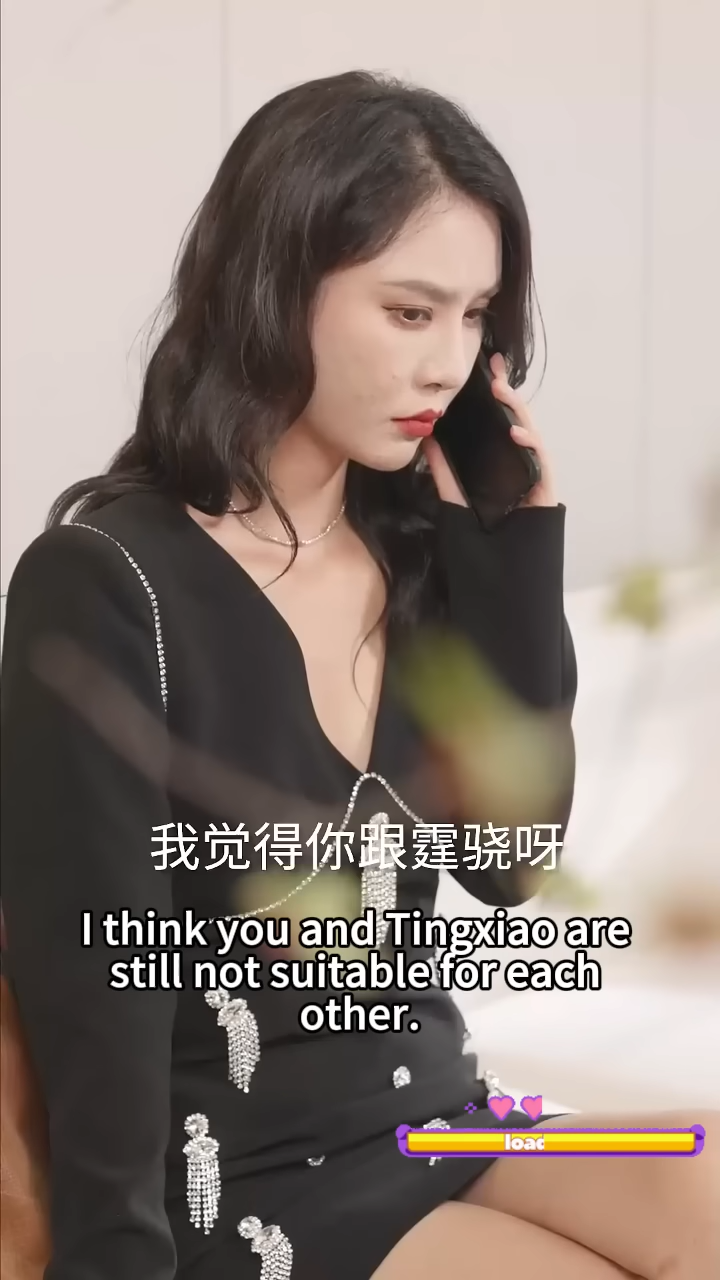 我觉得你跟霆骁呀
I think you and Tingxiao are
still not suitable for each
other.
load